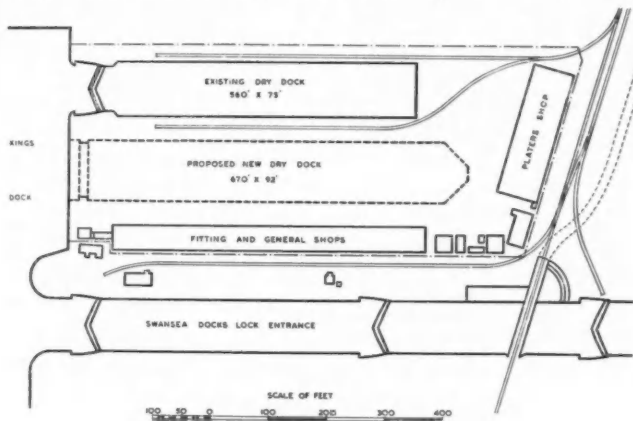 EXISTING DRY DOCK
560' X 75'
KINGS
DOCK
PROPOSED NEW DRY DOCK
670' X 92'
PLATERS SHOP
FITTING AND GENERAL SHOPS
SWANSEA DOCKS LOCK ENTRANCE
SCALE OF FEET
100 50 0 100 200 300 400